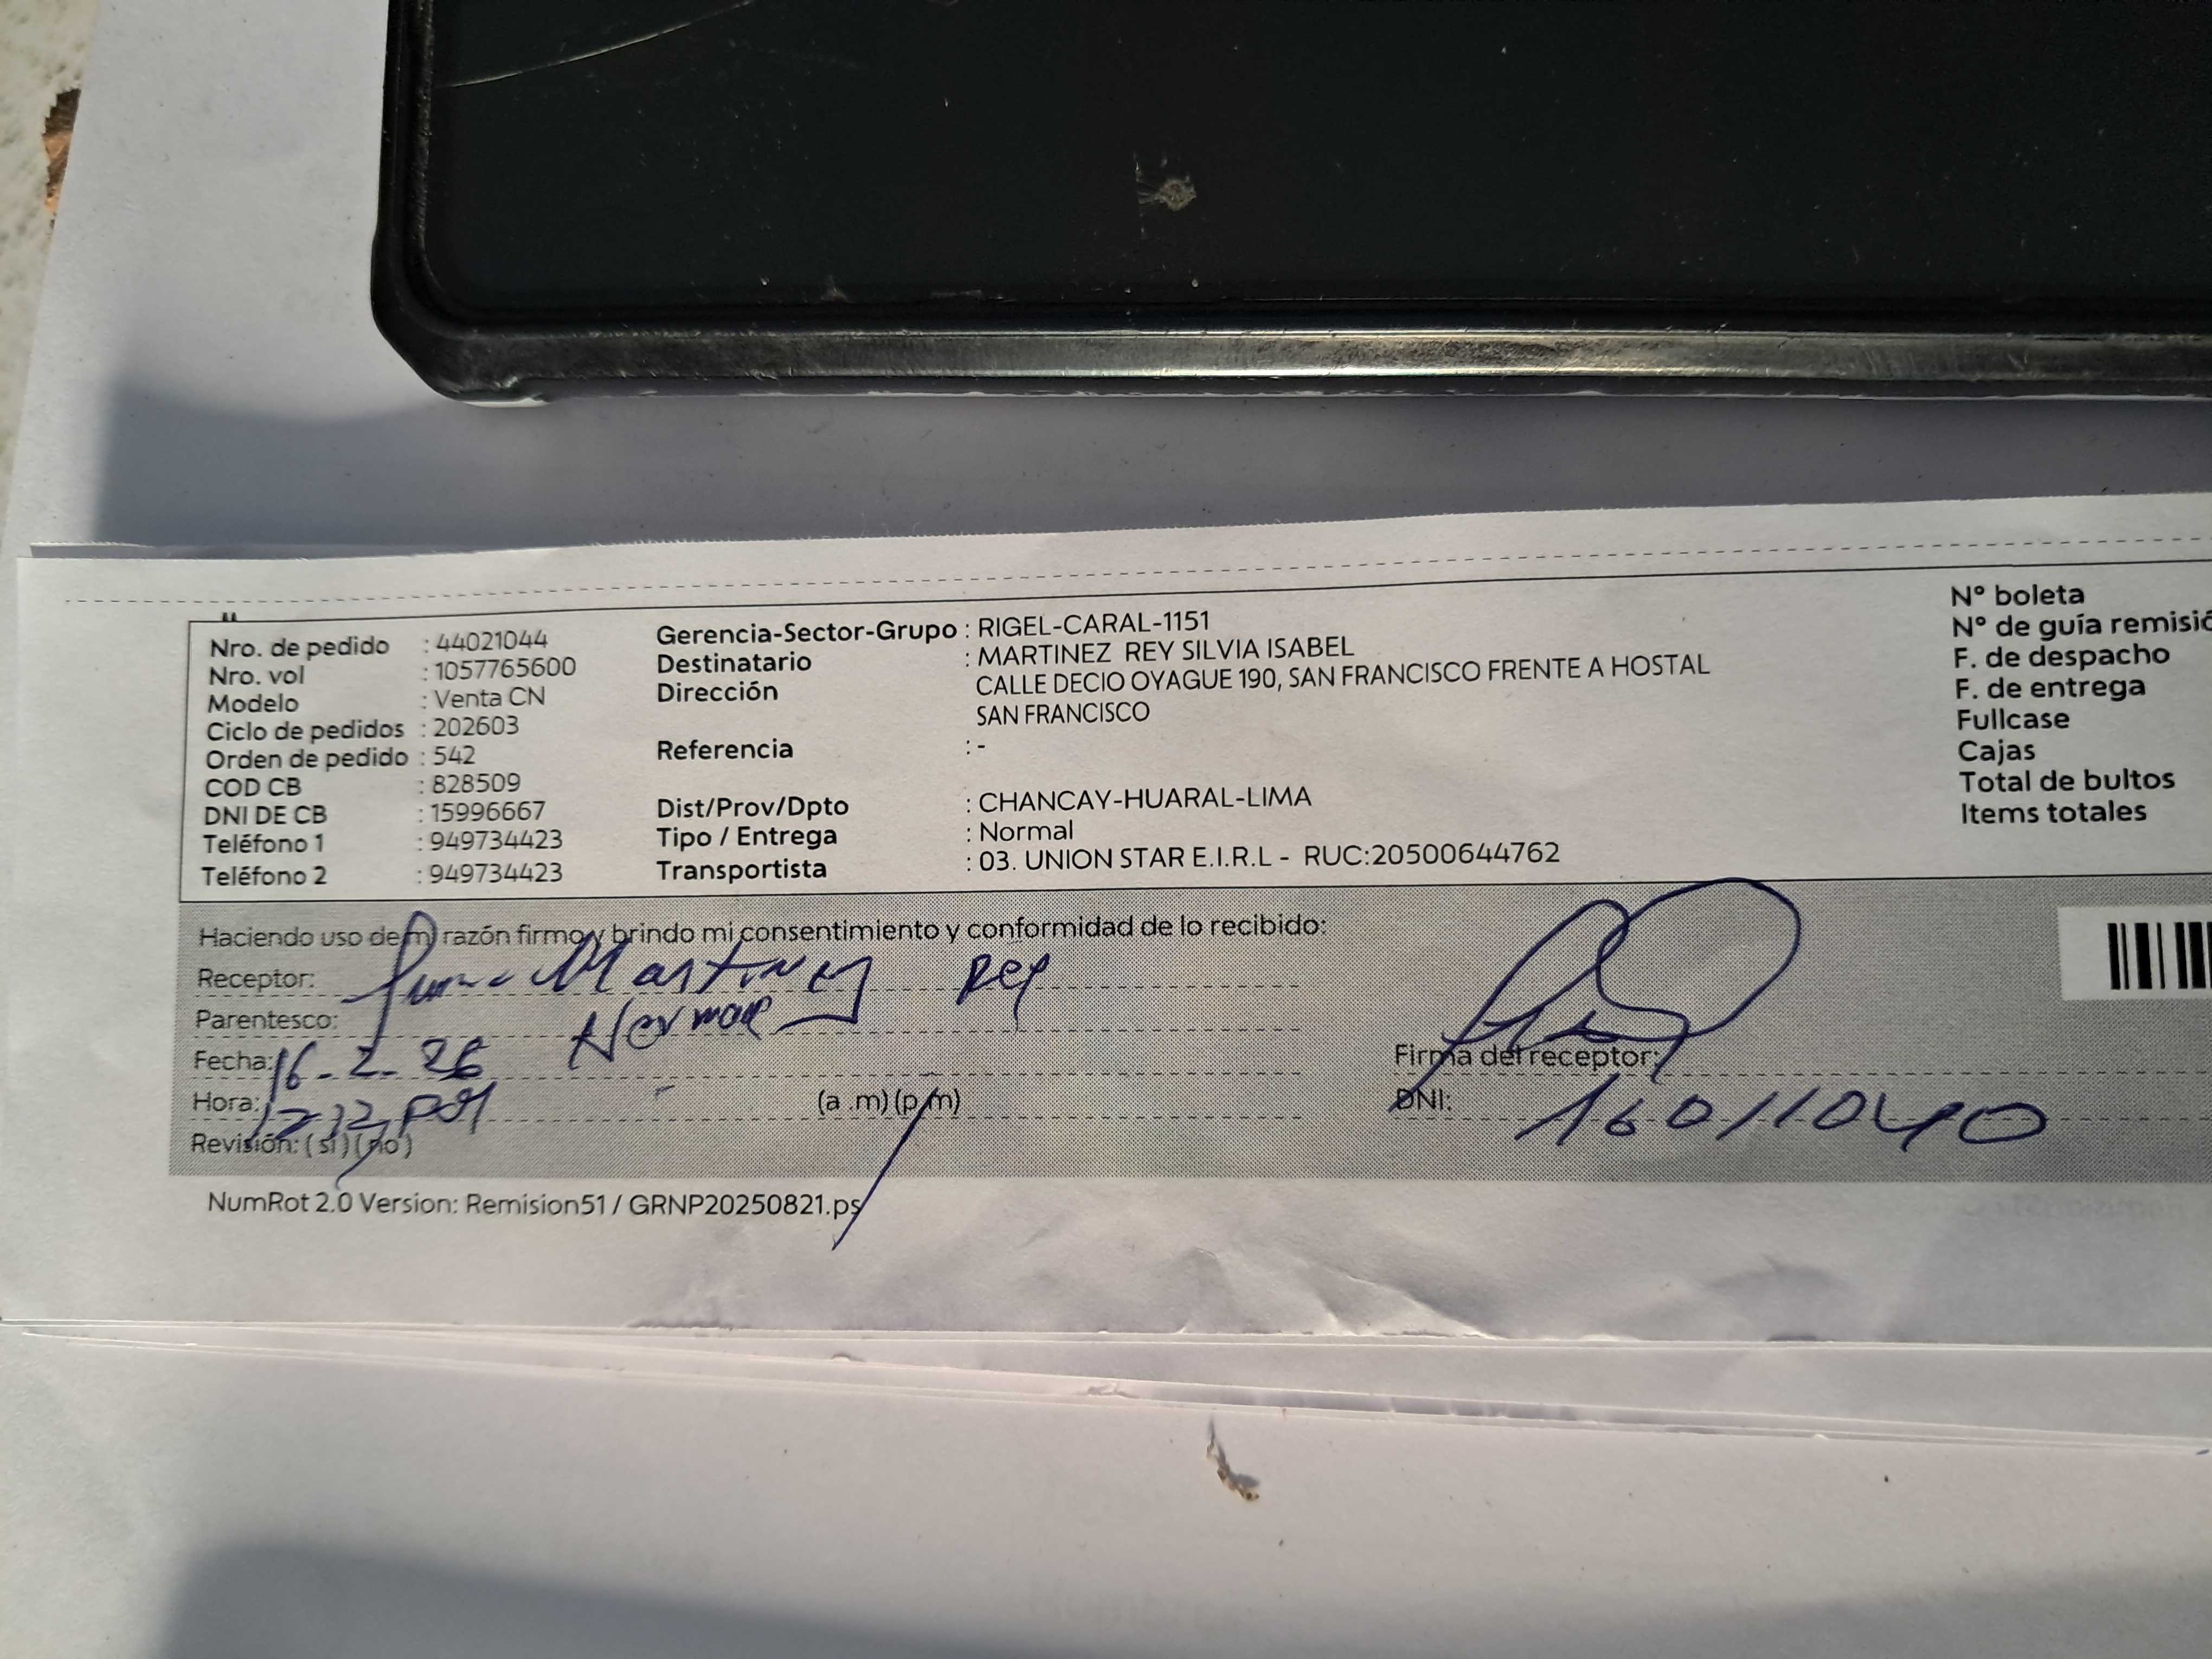 Nro. de pedido : 44021044
Nro. vol : 1057765600
Modelo : Venta CN
Ciclo de pedidos : 202603
Orden de pedido : 542
COD CB : 828509
DNI DE CB : 15996667
Teléfono 1 : 949734423
Teléfono 2 : 949734423
Gerencia-Sector-Grupo : RIGEL-CARAL-1151
Destinatario : MARTINEZ REY SILVIA ISABEL
Dirección CALLE DECIO OYAGUE 190, SAN FRANCISCO FRENTE A HOSTAL
SAN FRANCISCO
Referencia : -
Dist/Prov/Dpto : CHANCAY-HUARAL-LIMA
Tipo / Entrega : Normal
Transportista : 03. UNION STAR E.I.R.L - RUC:20500644762
N° boleta
N° de guía remisió
F. de despacho
F. de entrega
Fullcase
Cajas
Total de bultos
Items totales
Haciendo uso de mi razón firmo y brindo mi consentimiento y conformidad de lo recibido:
Receptor: Martinez Rey
Parentesco:
Fecha: 16-2-26
Hora: (a .m) (p.m)
Revisión: ( si ) ( no )
Firma del receptor:
DNI: 16011040
NumRot 2.0 Version: Remision51 / GRNP20250821.ps